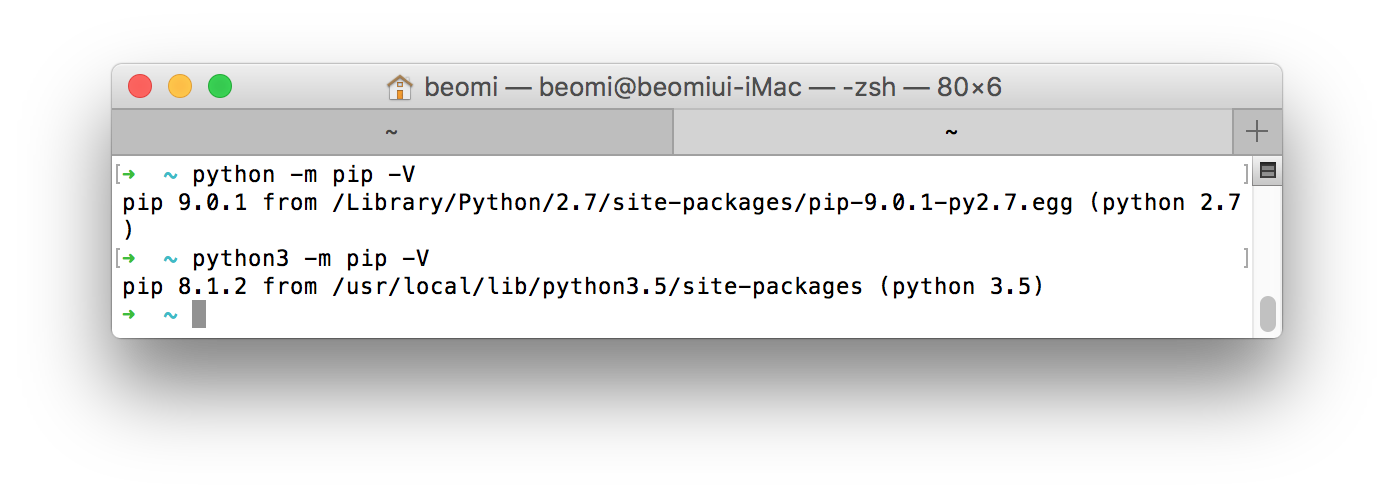 beomi — beomi@beomiui-iMac — -zsh — 80×6
~ ~
[➜ ~ python -m pip -V ]
pip 9.0.1 from /Library/Python/2.7/site-packages/pip-9.0.1-py2.7.egg (python 2.7
)
[➜ ~ python3 -m pip -V ]
pip 8.1.2 from /usr/local/lib/python3.5/site-packages (python 3.5)
➜ ~